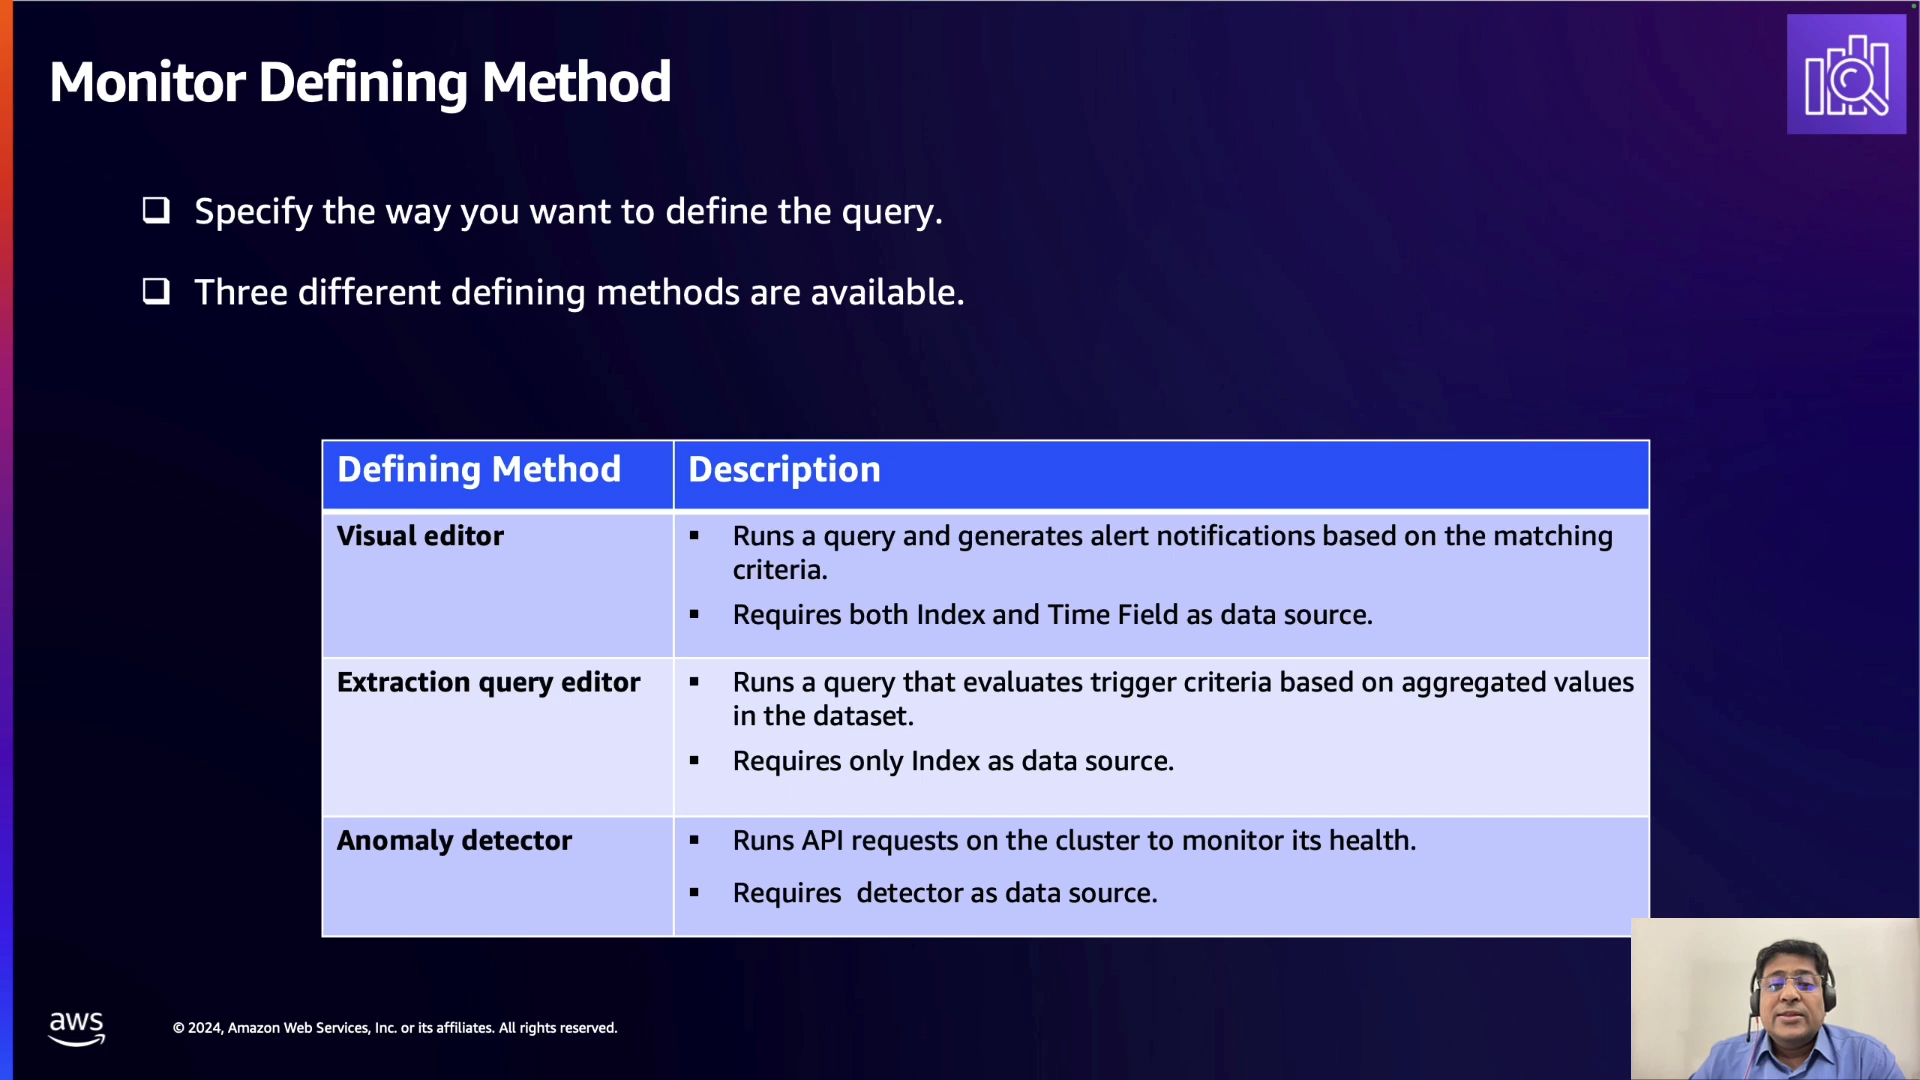 Monitor Defining Method
Specify the way you want to define the query.
Three different defining methods are available.
Defining Method
Description
Visual editor
Runs a query and generates alert notifications based on the matching
criteria.
Requires both Index and Time Field as data source.
Extraction query editor
Runs a query that evaluates trigger criteria based on aggregated values
in the dataset.
Requires only Index as data source.
Anomaly detector
Runs API requests on the cluster to monitor its health.
Requires  detector as data source.
aws
© 2024, Amazon Web Services, Inc. or its affiliates. All rights reserved.